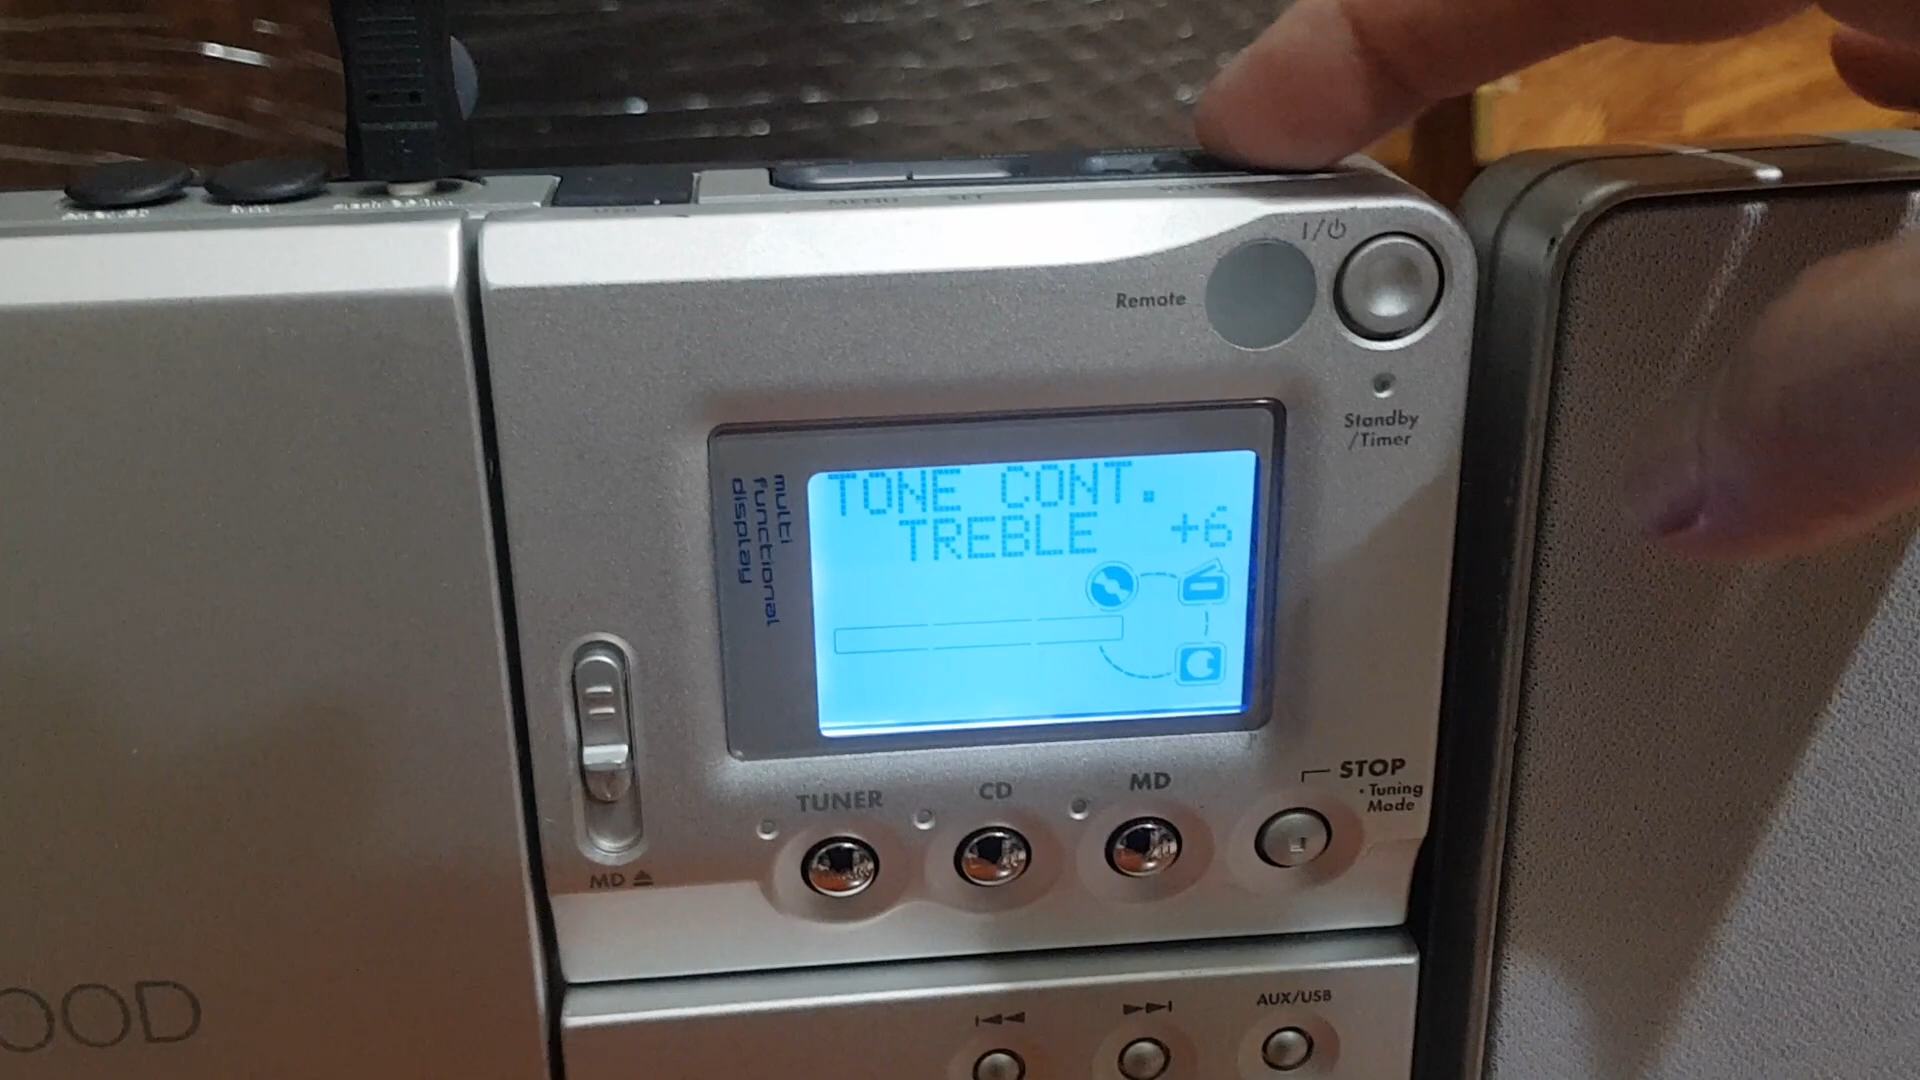 MENU SET
I/⏻
Remote
Standby
/Timer
multi
functional
display
TONE CONT.
TREBLE +6
STOP
• Tuning
Mode
TUNER
CD
MD
MD ⏏
OOD
AUX/USB